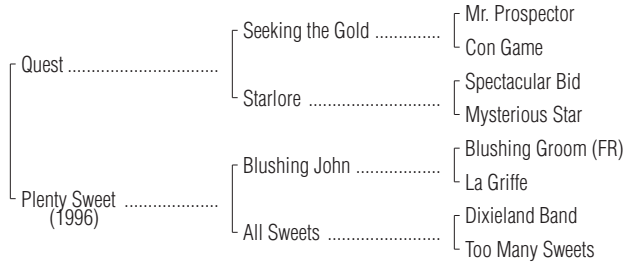 Mr. Prospector
Seeking the Gold ..............
Con Game
Quest ................................
Spectacular Bid
Starlore ............................
Mysterious Star
Blushing Groom (FR)
Blushing John ..................
La Griffe
Plenty Sweet ....................
(1996)
Dixieland Band
All Sweets ........................
Too Many Sweets